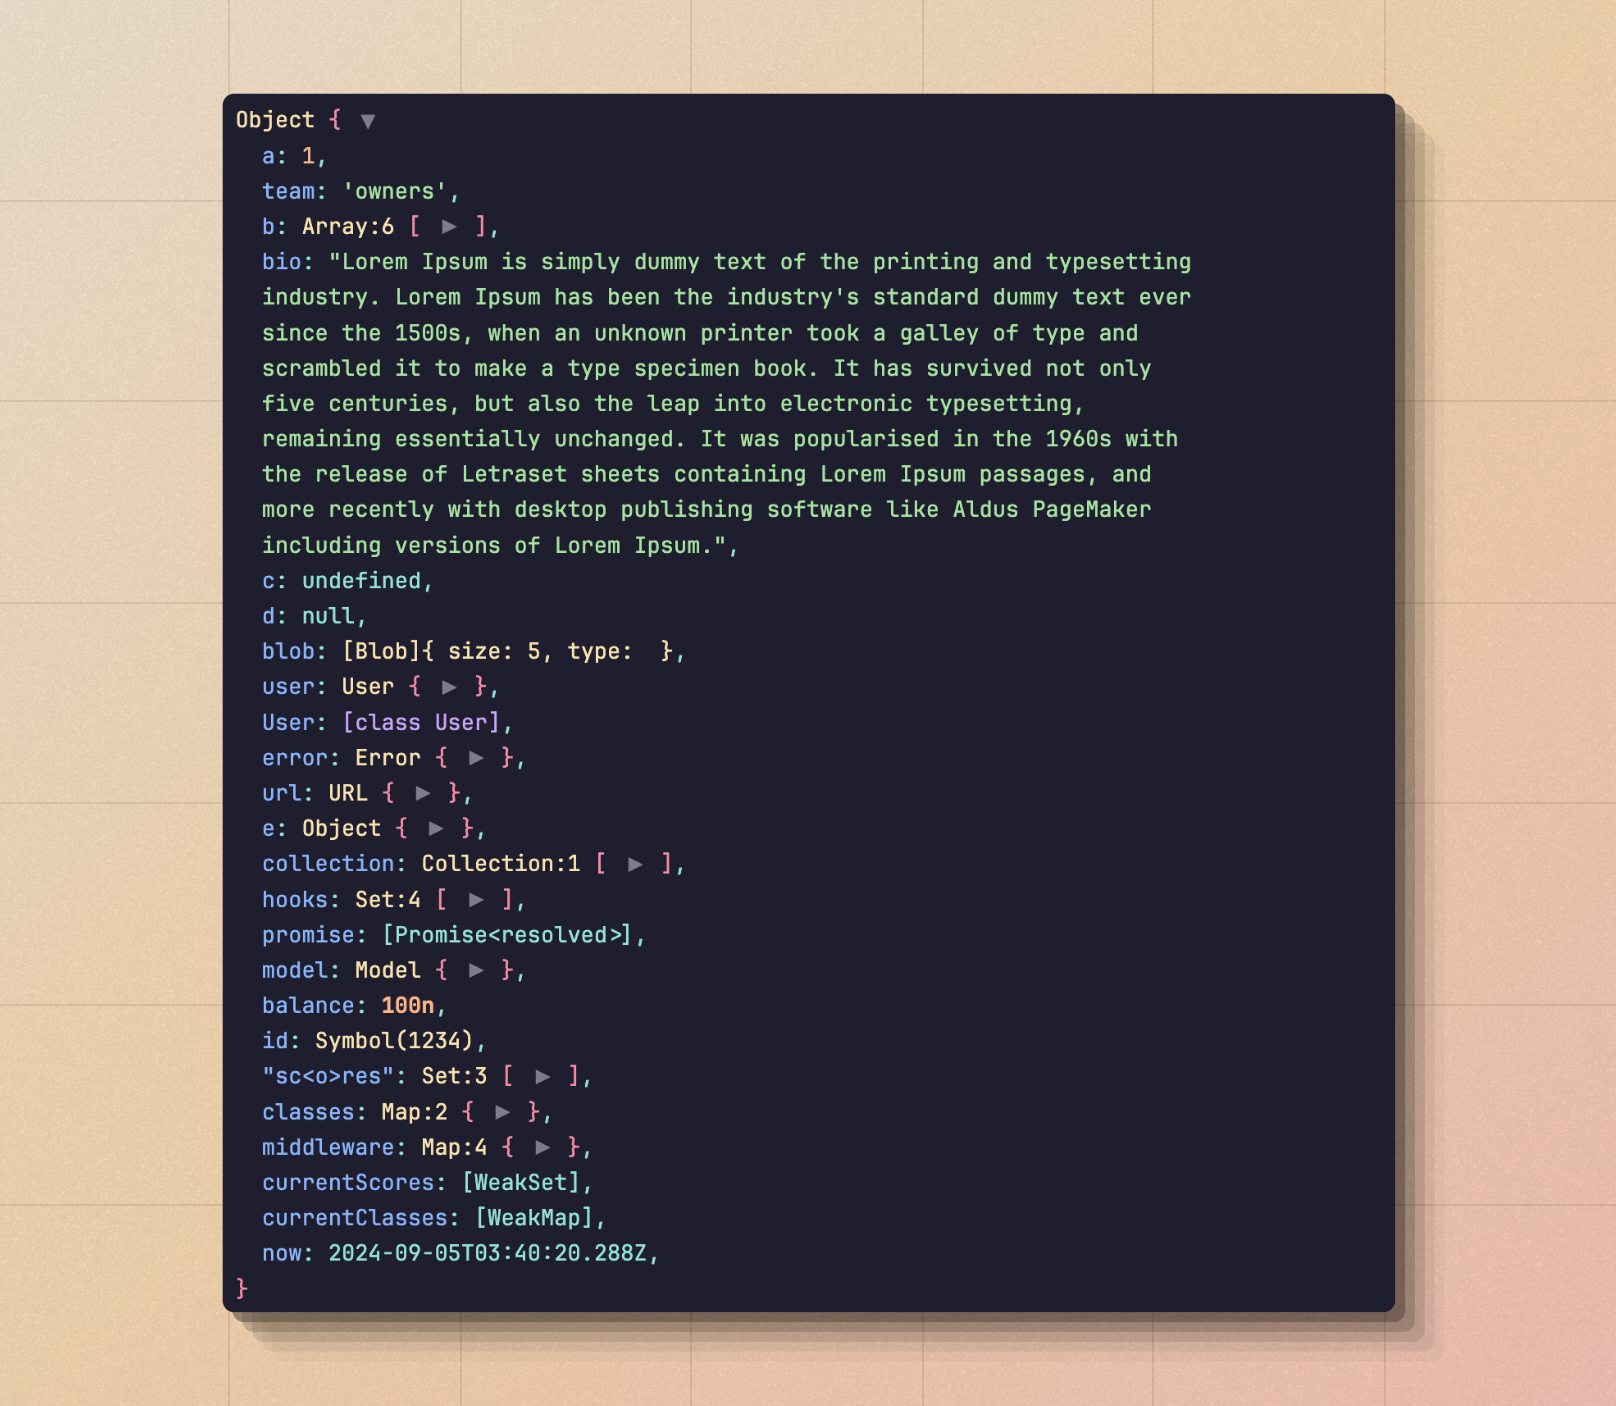 Object { ▼
  a: 1,
  team: 'owners',
  b: Array:6 [ ▶ ],
  bio: "Lorem Ipsum is simply dummy text of the printing and typesetting
  industry. Lorem Ipsum has been the industry's standard dummy text ever
  since the 1500s, when an unknown printer took a galley of type and
  scrambled it to make a type specimen book. It has survived not only
  five centuries, but also the leap into electronic typesetting,
  remaining essentially unchanged. It was popularised in the 1960s with
  the release of Letraset sheets containing Lorem Ipsum passages, and
  more recently with desktop publishing software like Aldus PageMaker
  including versions of Lorem Ipsum.",
  c: undefined,
  d: null,
  blob: [Blob]{ size: 5, type:  },
  user: User { ▶ },
  User: [class User],
  error: Error { ▶ },
  url: URL { ▶ },
  e: Object { ▶ },
  collection: Collection:1 [ ▶ ],
  hooks: Set:4 [ ▶ ],
  promise: [Promise<resolved>],
  model: Model { ▶ },
  balance: 100n,
  id: Symbol(1234),
  "sc<o>res": Set:3 [ ▶ ],
  classes: Map:2 { ▶ },
  middleware: Map:4 { ▶ },
  currentScores: [WeakSet],
  currentClasses: [WeakMap],
  now: 2024-09-05T03:40:20.288Z,
}